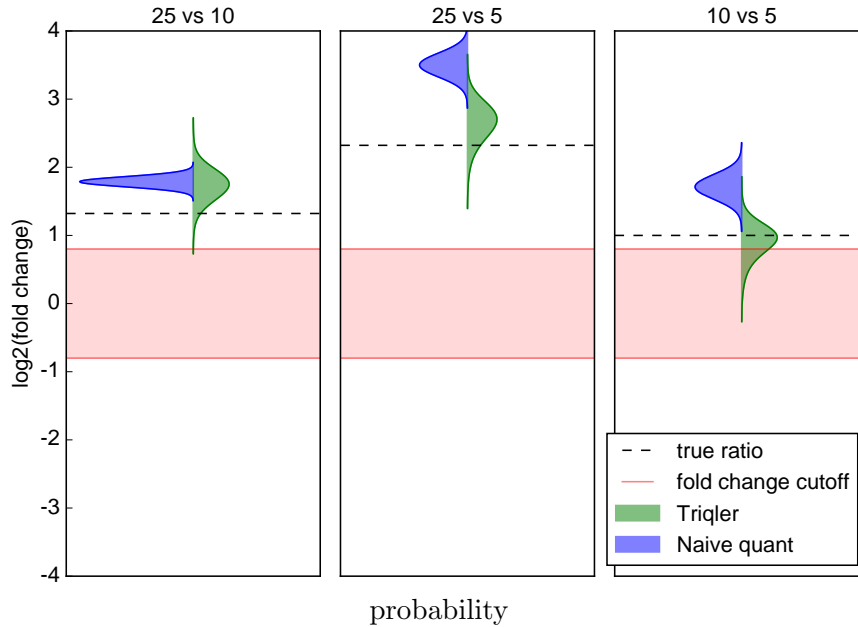 25 vs 10
25 vs 5
10 vs 5
log2(fold change)
4
3
2
1
0
-1
-2
-3
-4
true ratio
fold change cutoff
Triqler
Naive quant
probability